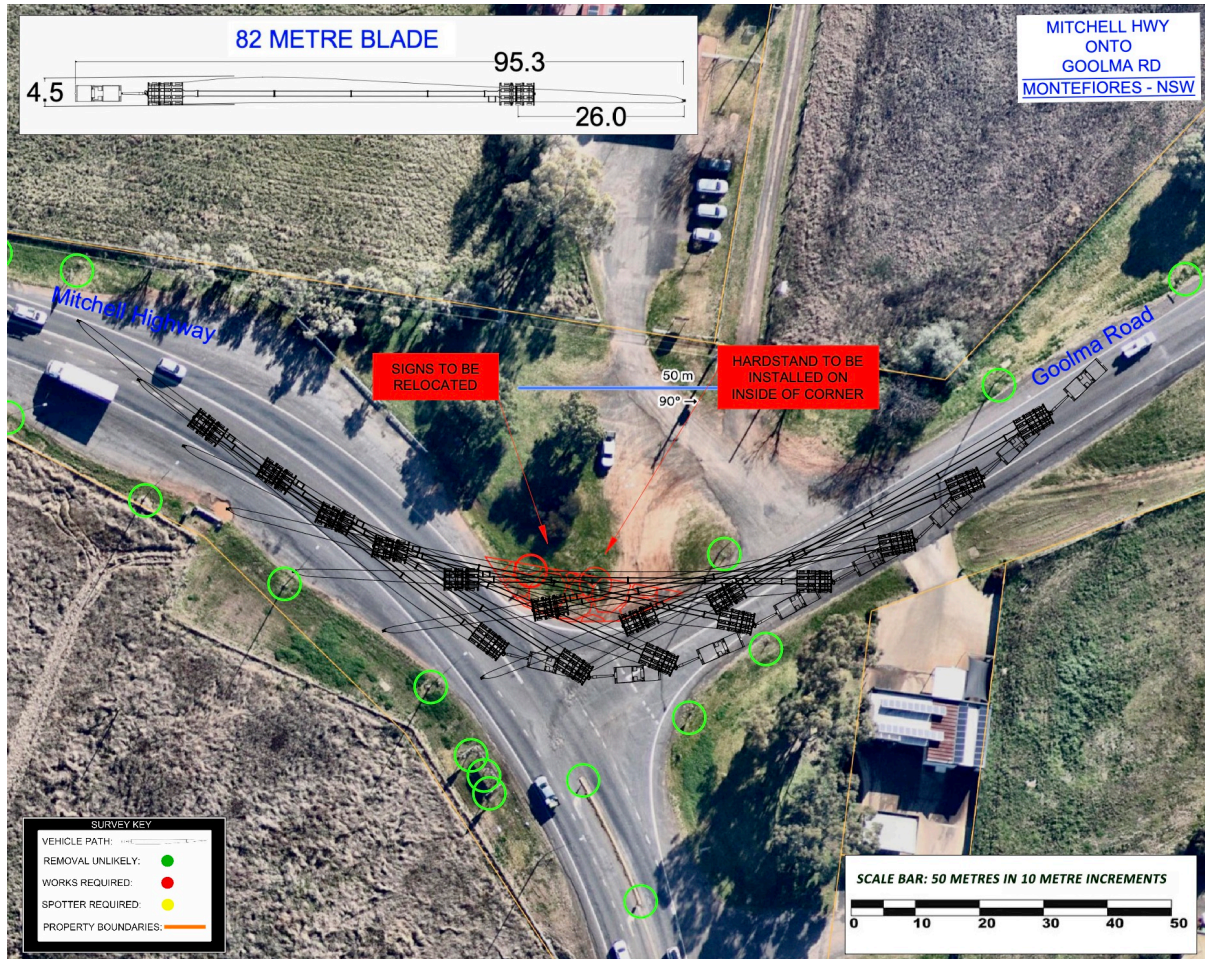 82 METRE BLADE
95.3
4.5
26.0
MITCHELL HWY
ONTO
GOOLMA RD
MONTEFIORES - NSW
Mitchell Highway
Goolma Road
SIGNS TO BE
RELOCATED
50 m
90° →
HARDSTAND TO BE
INSTALLED ON
INSIDE OF CORNER
SURVEY KEY
VEHICLE PATH:
REMOVAL UNLIKELY:
WORKS REQUIRED:
SPOTTER REQUIRED:
PROPERTY BOUNDARIES:
SCALE BAR: 50 METRES IN 10 METRE INCREMENTS
0 10 20 30 40 50